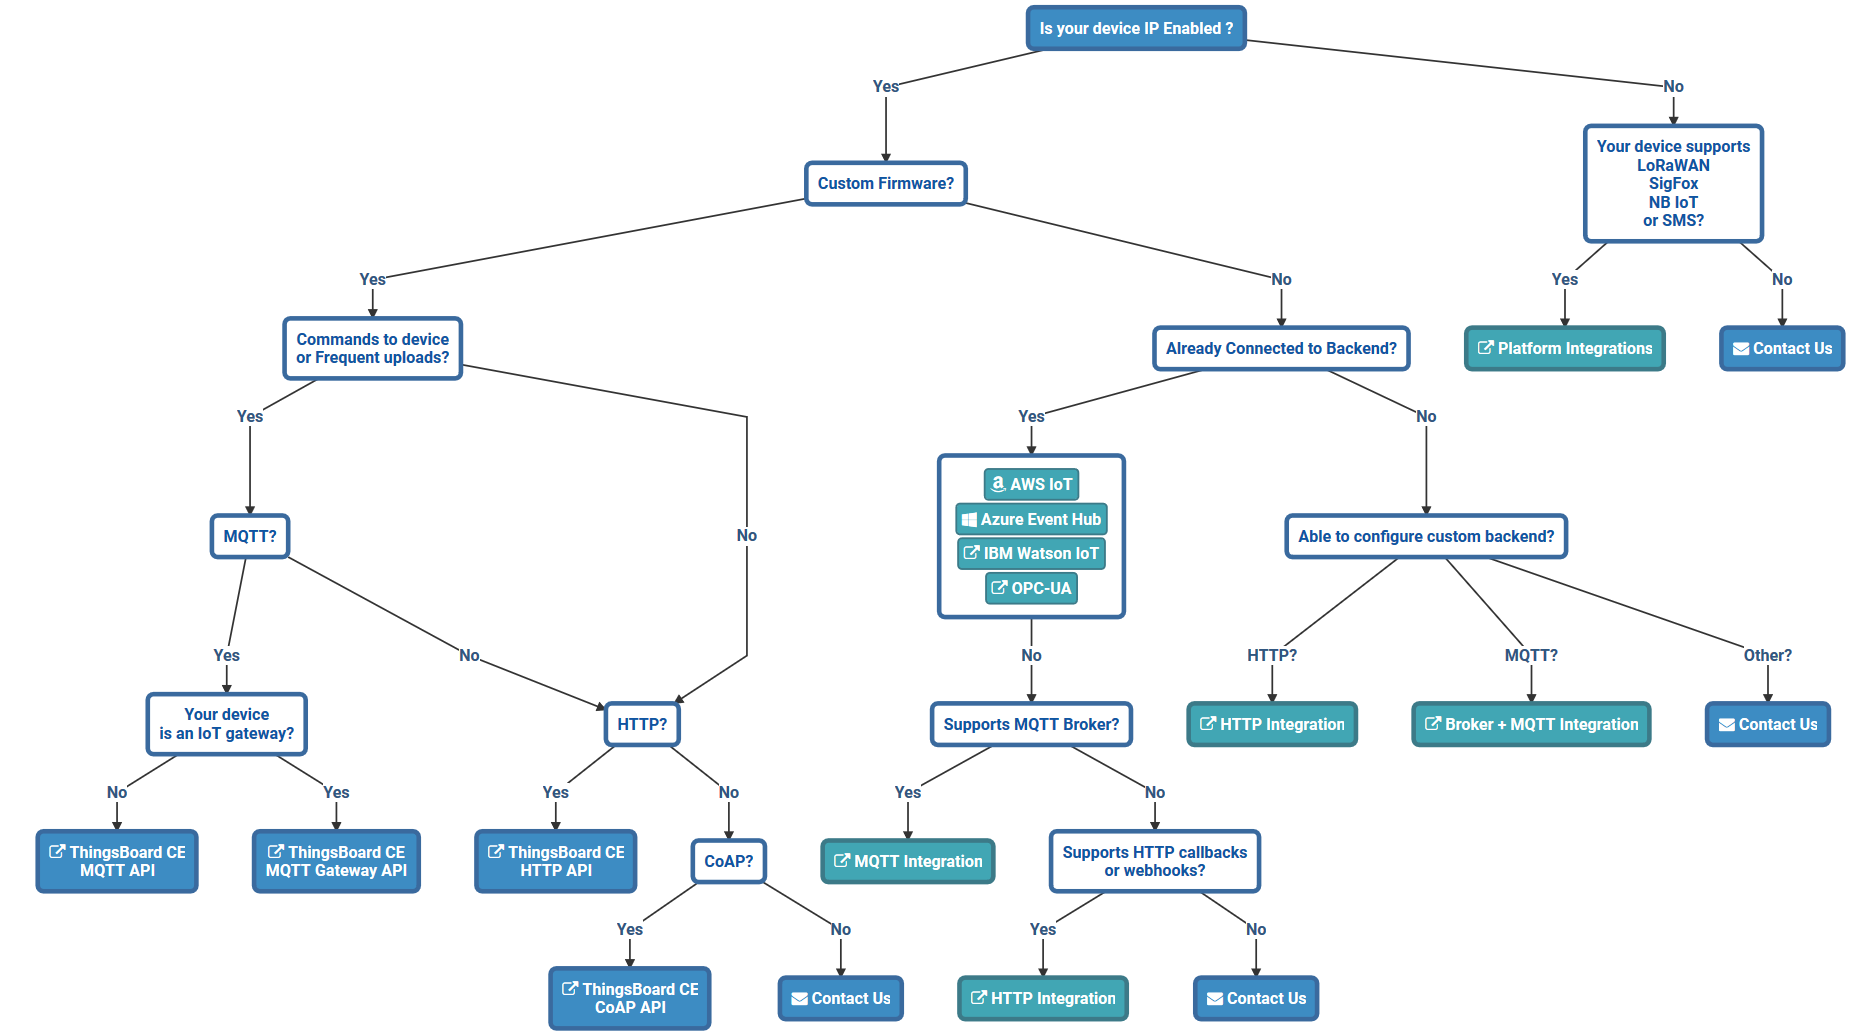 Is your device IP Enabled ?
Yes
No
Your device supports
LoRaWAN
SigFox
NB IoT
or SMS?
Custom Firmware?
Yes
No
Yes
No
Commands to device
or Frequent uploads?
Already Connected to Backend?
Platform Integrations
Contact Us
Yes
Yes
No
AWS IoT
Azure Event Hub
IBM Watson IoT
OPC-UA
MQTT?
No
Able to configure custom backend?
Yes
No
No
HTTP?
MQTT?
Other?
Your device
is an IoT gateway?
HTTP?
Supports MQTT Broker?
HTTP Integration
Broker + MQTT Integration
Contact Us
No
Yes
Yes
No
Yes
No
ThingsBoard CE
MQTT API
ThingsBoard CE
MQTT Gateway API
ThingsBoard CE
HTTP API
CoAP?
MQTT Integration
Supports HTTP callbacks
or webhooks?
Yes
No
Yes
No
ThingsBoard CE
CoAP API
Contact Us
HTTP Integration
Contact Us